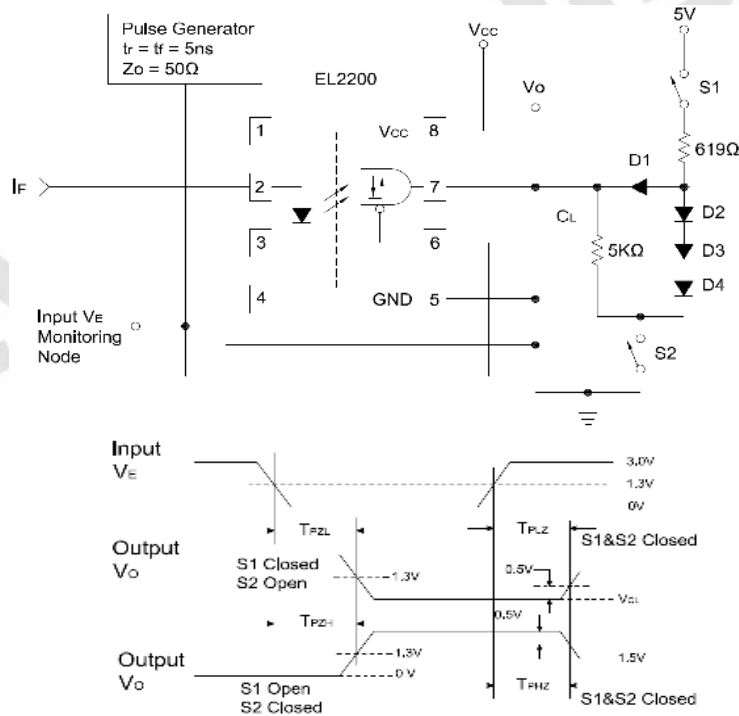 Pulse Generator
tr = tf = 5ns
Zo = 50Ω
EL2200
Vcc
Vo
5V
S1
619Ω
1
Vcc 8
D1
IF
2
7
D2
CL
5KΩ
D3
3
6
D4
4
GND 5
Input VE
Monitoring
Node
S2
Input
VE
3.0V
1.3V
0V
TPZL
TPLZ
Output
Vo
S1 Closed
S2 Open
1.3V
0.5V
S1&S2 Closed
VOL
TPZH
0.5V
Output
Vo
1.3V
0V
1.5V
S1 Open
S2 Closed
TPHZ
S1&S2 Closed